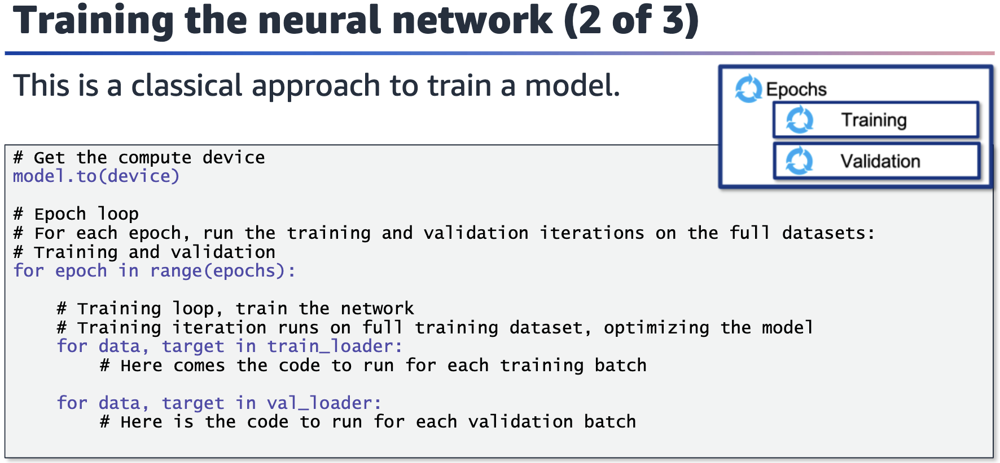 Training the neural network (2 of 3)
This is a classical approach to train a model.
Epochs
Training
Validation
# Get the compute device
model.to(device)
# Epoch loop
# For each epoch, run the training and validation iterations on the full datasets:
# Training and validation
for epoch in range(epochs):
# Training loop, train the network
# Training iteration runs on full training dataset, optimizing the model
for data, target in train_loader:
# Here comes the code to run for each training batch
for data, target in val_loader:
# Here is the code to run for each validation batch